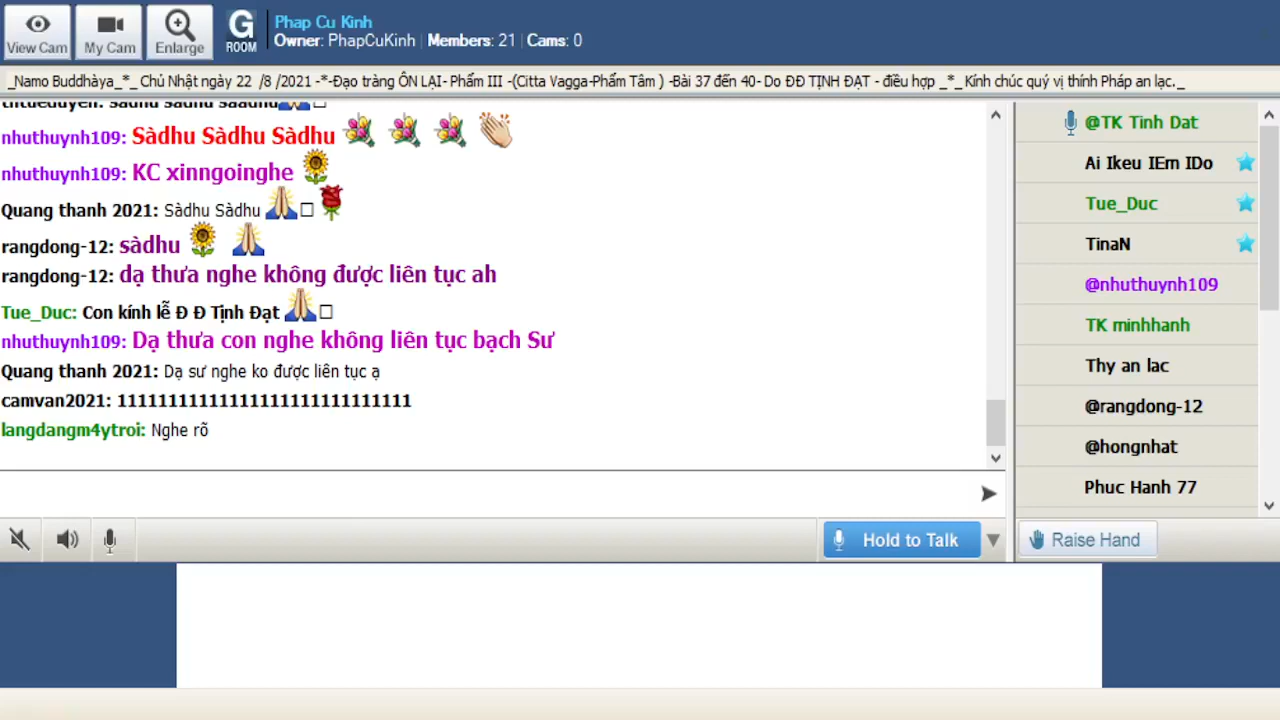 View Cam
My Cam
Enlarge
G
ROOM
Phap Cu Kinh
Owner: PhapCuKinh | Members: 21 | Cams: 0
_Namo Buddhàya_*_ Chủ Nhật ngày 22 /8 /2021 -*-Đạo tràng ÔN LẠI- Phẩm III -(Citta Vagga-Phẩm Tâm ) -Bài 37 đến 40- Do ĐĐ TỊNH ĐẠT - điều hợp _*_ Kính chúc quý vị thính Pháp an lạc._
nhuthuynh109: Sàdhu Sàdhu Sàdhu
nhuthuynh109: KC xinngoinghe
Quang thanh 2021: Sàdhu Sàdhu
rangdong-12: sàdhu
rangdong-12: dạ thưa nghe không được liên tục ah
Tue_Duc: Con kính lễ Đ Đ Tịnh Đạt
nhuthuynh109: Dạ thưa con nghe không liên tục bạch Sư
Quang thanh 2021: Dạ sư nghe ko được liên tục ạ
camvan2021: 11111111111111111111111111111
langdangm4ytroi: Nghe rõ
@TK Tinh Dat
Ai Ikeu IEm IDo
Tue_Duc
TinaN
@nhuthuynh109
TK minhhanh
Thy an lac
@rangdong-12
@hongnhat
Phuc Hanh 77
Hold to Talk
Raise Hand